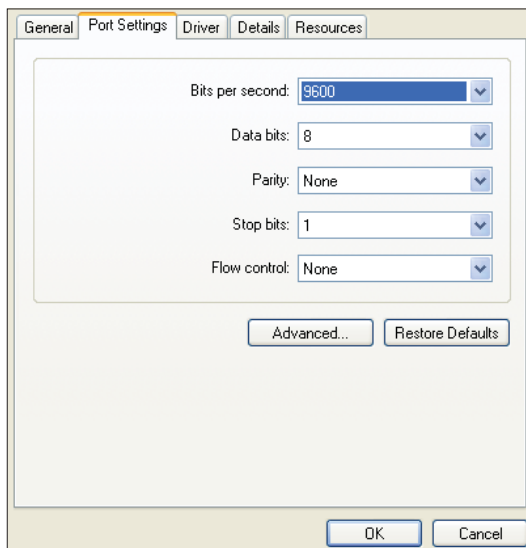 General Port Settings Driver Details Resources
Bits per second: 9600
Data bits: 8
Parity: None
Stop bits: 1
Flow control: None
Advanced... Restore Defaults
OK Cancel